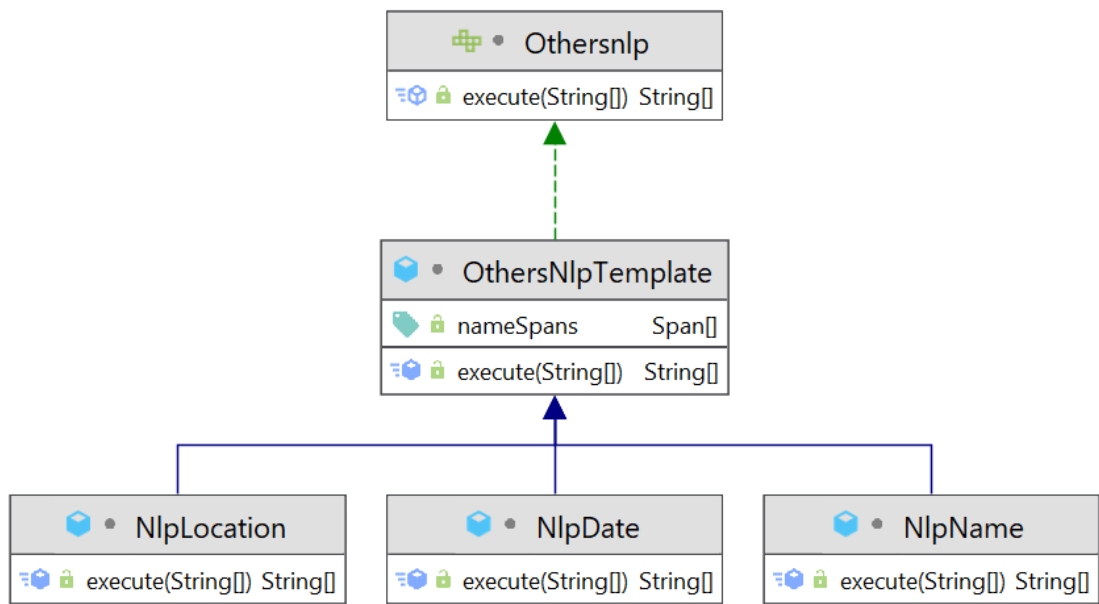 Othersnlp
execute(String[]) String[]
OthersNlpTemplate
nameSpans Span[]
execute(String[]) String[]
NlpLocation
execute(String[]) String[]
NlpDate
execute(String[]) String[]
NlpName
execute(String[]) String[]